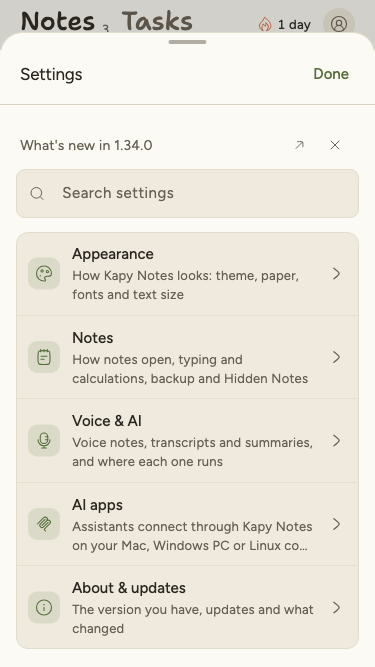 Notes 3 Tasks 1 day
Settings Done
What's new in 1.34.0
Search settings
Appearance
How Kapy Notes looks: theme, paper,
fonts and text size
Notes
How notes open, typing and
calculations, backup and Hidden Notes
Voice & AI
Voice notes, transcripts and summaries,
and where each one runs
AI apps
Assistants connect through Kapy Notes
on your Mac, Windows PC or Linux co...
About & updates
The version you have, updates and what
changed